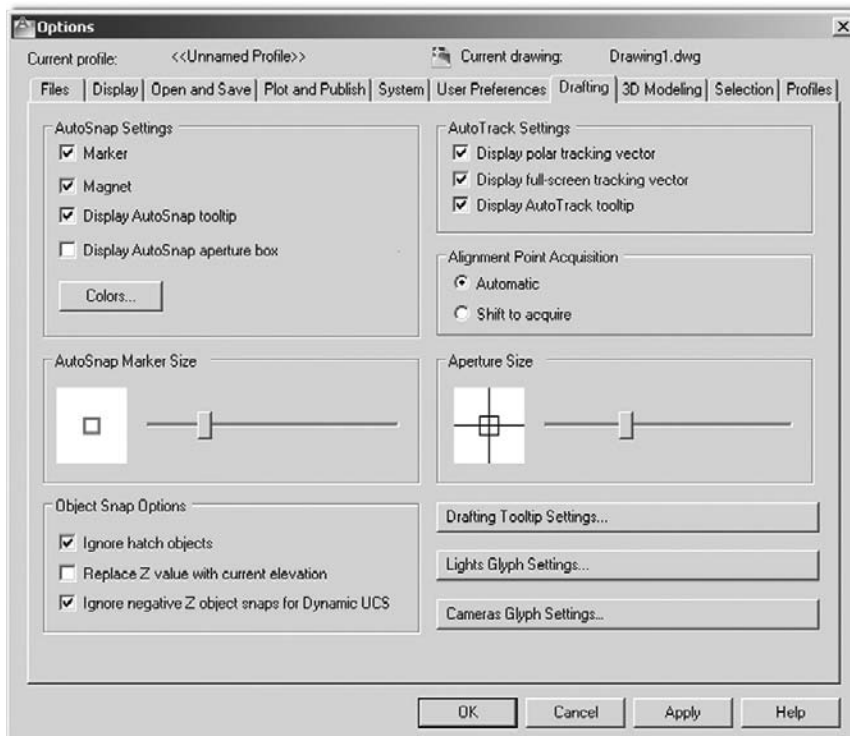 Options
Current profile: <<Unnamed Profile>> Current drawing: Drawing1.dwg
Files Display Open and Save Plot and Publish System User Preferences Drafting 3D Modeling Selection Profiles
AutoSnap Settings
Marker
Magnet
Display AutoSnap tooltip
Display AutoSnap aperture box
Colors...
AutoTrack Settings
Display polar tracking vector
Display full-screen tracking vector
Display AutoTrack tooltip
Alignment Point Acquisition
Automatic
Shift to acquire
AutoSnap Marker Size
Aperture Size
Object Snap Options
Ignore hatch objects
Replace Z value with current elevation
Ignore negative Z object snaps for Dynamic UCS
Drafting Tooltip Settings...
Lights Glyph Settings...
Cameras Glyph Settings...
OK Cancel Apply Help